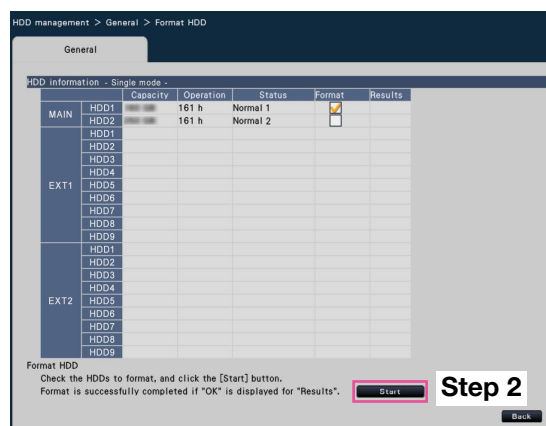 HDD management > General > Format HDD
General
HDD information - Single mode -
Capacity Operation Status Format Results
MAIN HDD1 161 h Normal 1
HDD2 161 h Normal 2
EXT1 HDD1
HDD2
HDD3
HDD4
HDD5
HDD6
HDD7
HDD8
HDD9
EXT2 HDD1
HDD2
HDD3
HDD4
HDD5
HDD6
HDD7
HDD8
HDD9
Format HDD
Check the HDDs to format, and click the [Start] button.
Format is successfully completed if "OK" is displayed for "Results". Start Step 2
Back